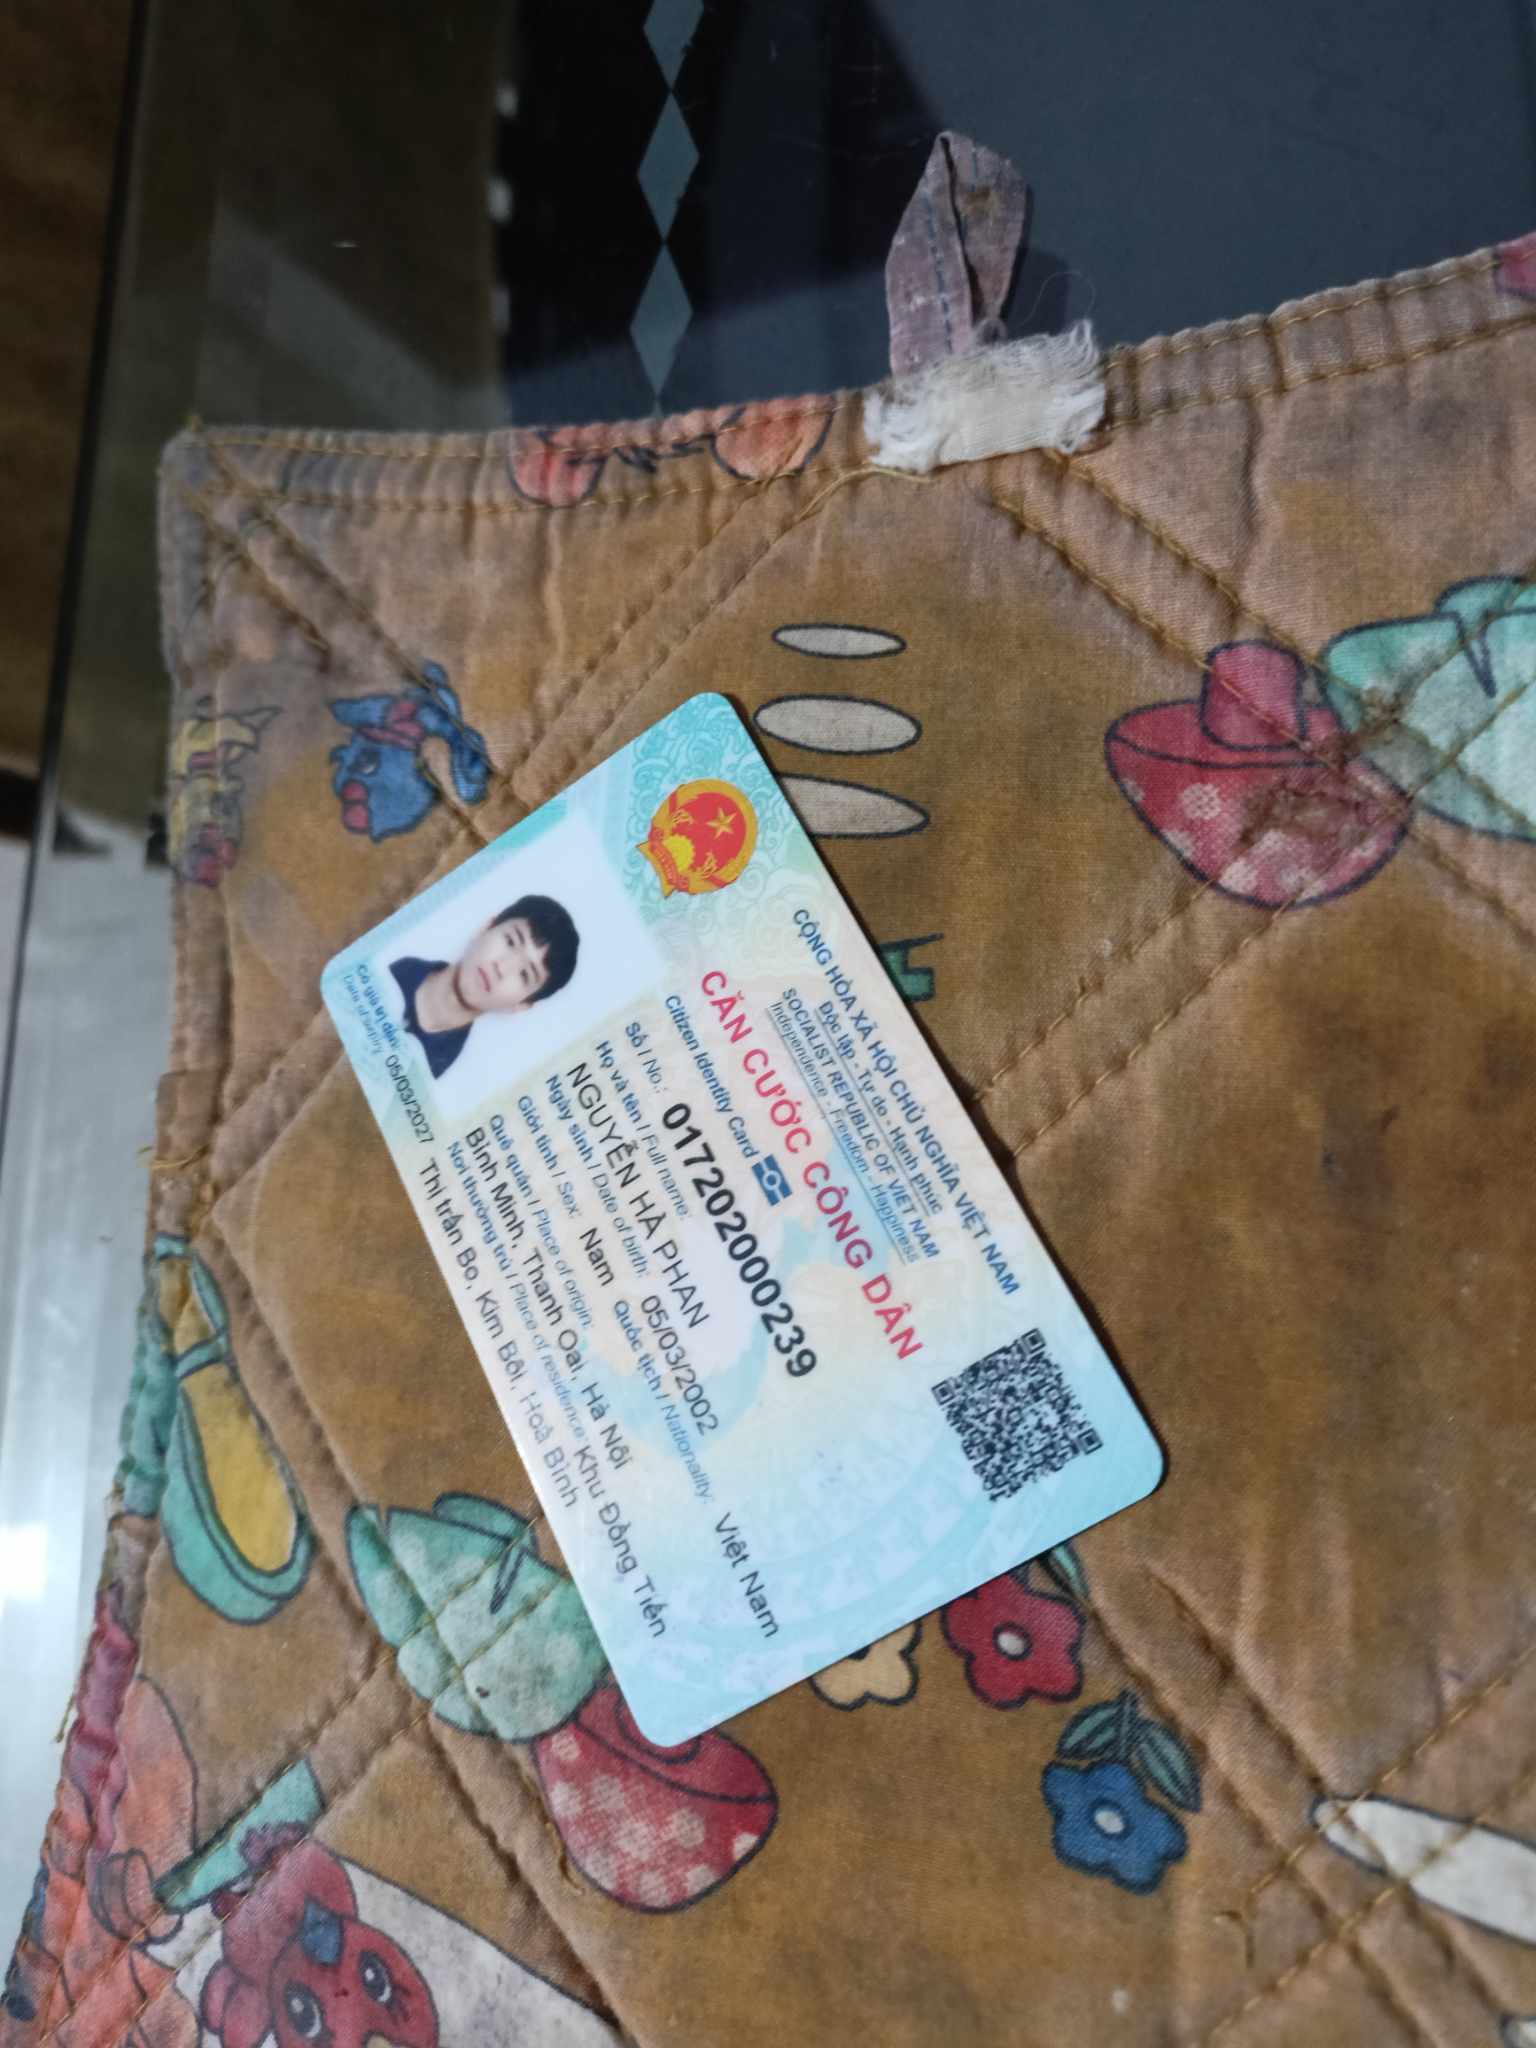 CỘNG HÒA XÃ HỘI CHỦ NGHĨA VIỆT NAM
Độc lập - Tự do - Hạnh phúc
SOCIALIST REPUBLIC OF VIET NAM
Independence - Freedom - Happiness
CĂN CƯỚC CÔNG DÂN
Citizen Identity Card
Số / No.: 017202000239
Họ và tên / Full name:
NGUYỄN HÀ PHAN
Ngày sinh / Date of birth: 05/03/2002
Giới tính / Sex: Nam Quốc tịch / Nationality: Việt Nam
Quê quán / Place of origin:
Bình Minh, Thanh Oai, Hà Nội
Nơi thường trú / Place of residence: Khu Đồng Tiến
Thị trấn Bo, Kim Bôi, Hoà Bình
Có giá trị đến: 05/03/2027
Date of expiry